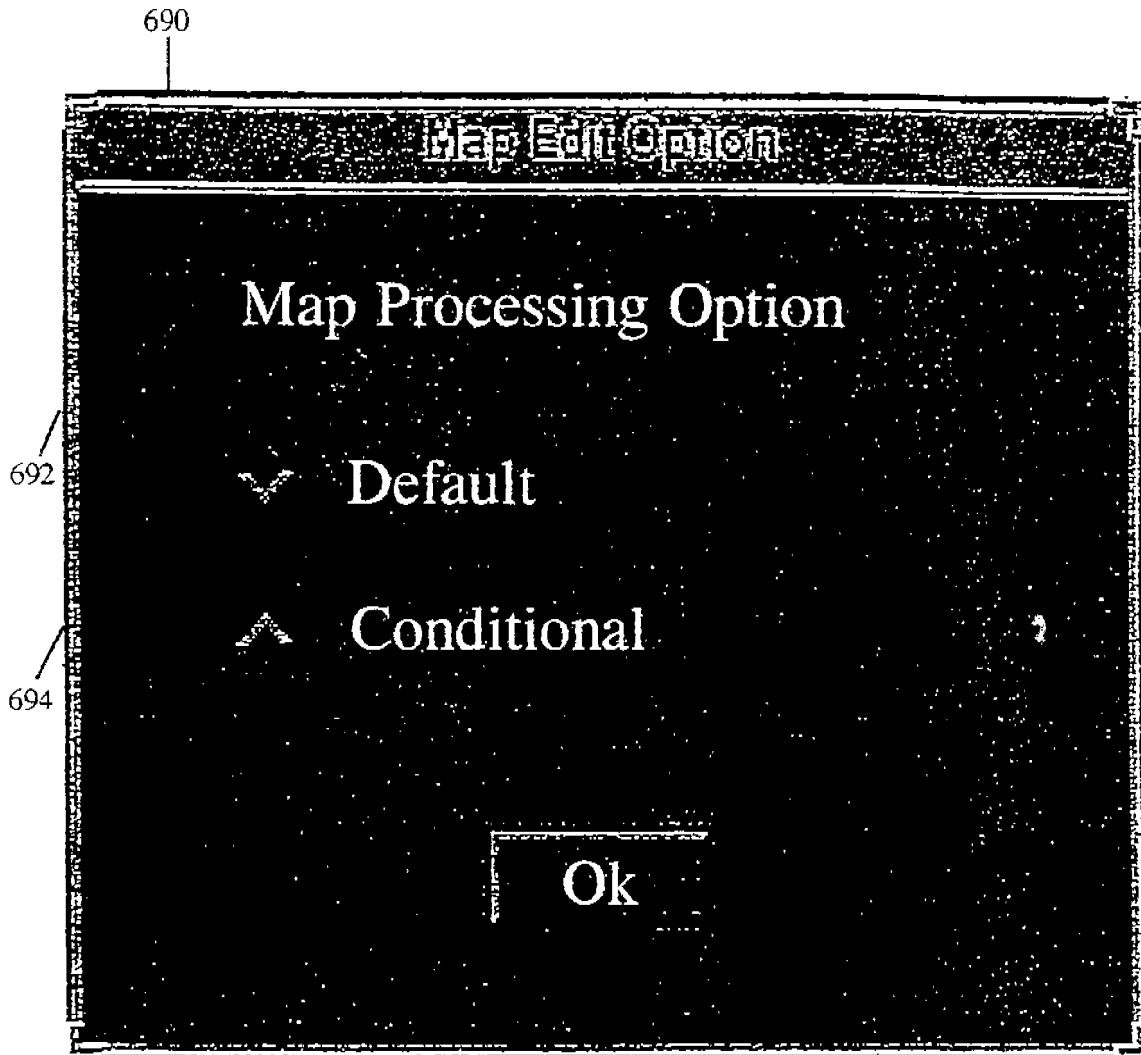 690
Map Edit Option
Map Processing Option
692
Default
Conditional
694
Ok